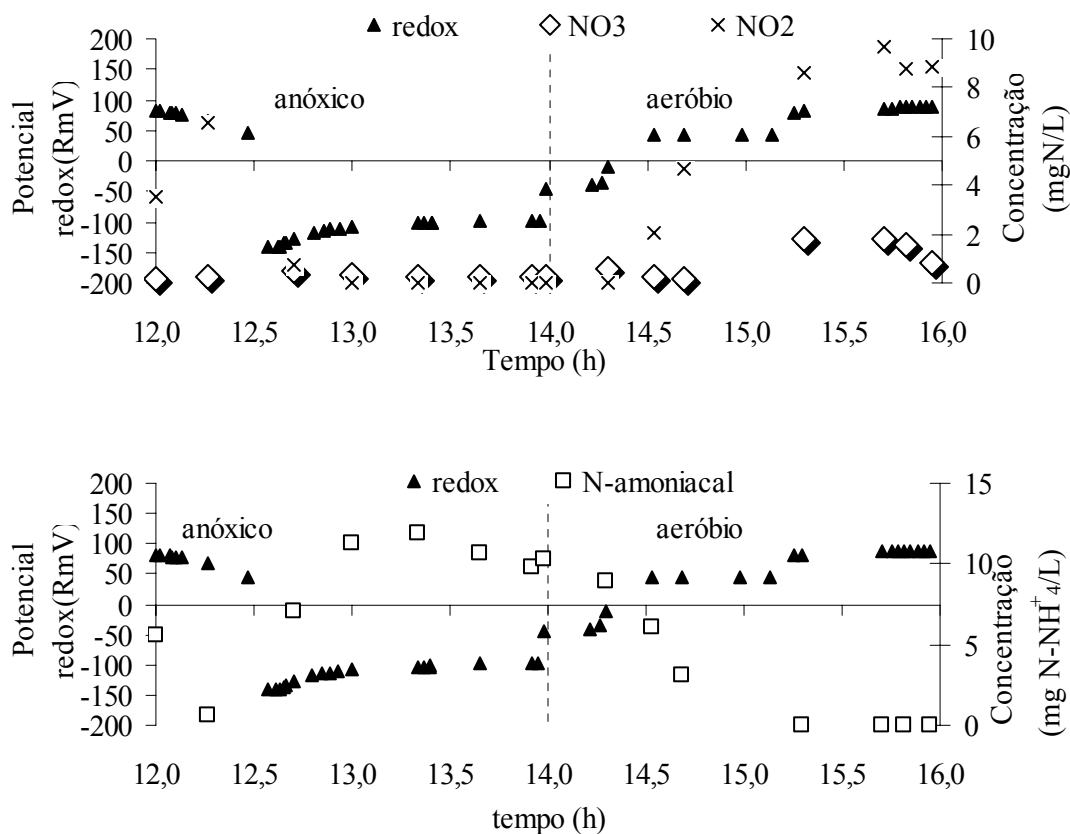 redox NO3 NO2
200 150 100 50 0 -50 -100 -150 -200
Potencial
redox(RmV)
anóxico aeróbio
10 8 6 4 2 0
Concentração
(mgN/L)
12,0 12,5 13,0 13,5 14,0 14,5 15,0 15,5 16,0
Tempo (h)
redox N-amoniacal
200 150 100 50 0 -50 -100 -150 -200
Potencial
redox(RmV)
anóxico aeróbio
15 10 5 0
Concentração
(mg N-NH⁺4/L)
12,0 12,5 13,0 13,5 14,0 14,5 15,0 15,5 16,0
tempo (h)